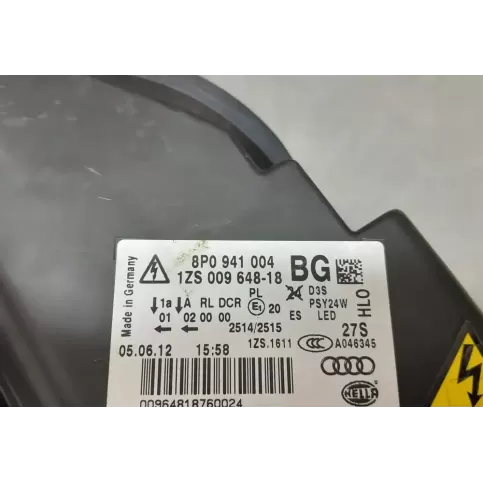 Made in Germany
8P0 941 004 BG
1ZS 009 648-18
D3S
PSY24W
LED
HLO
1a A RL DCR PL
E1 20
ES
01 02 00 00
2514/2515
27S
05.06.12 15:58
1ZS.1611
CCC
A046345
HELLA
00964818760024